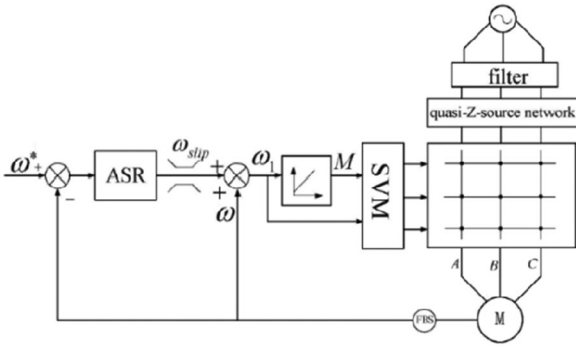 filter
quasi-Z-source network
ω*
+
−
ASR
ω_slip
+
+
ω
ω₁
M
SVM
A B C
FBS
M